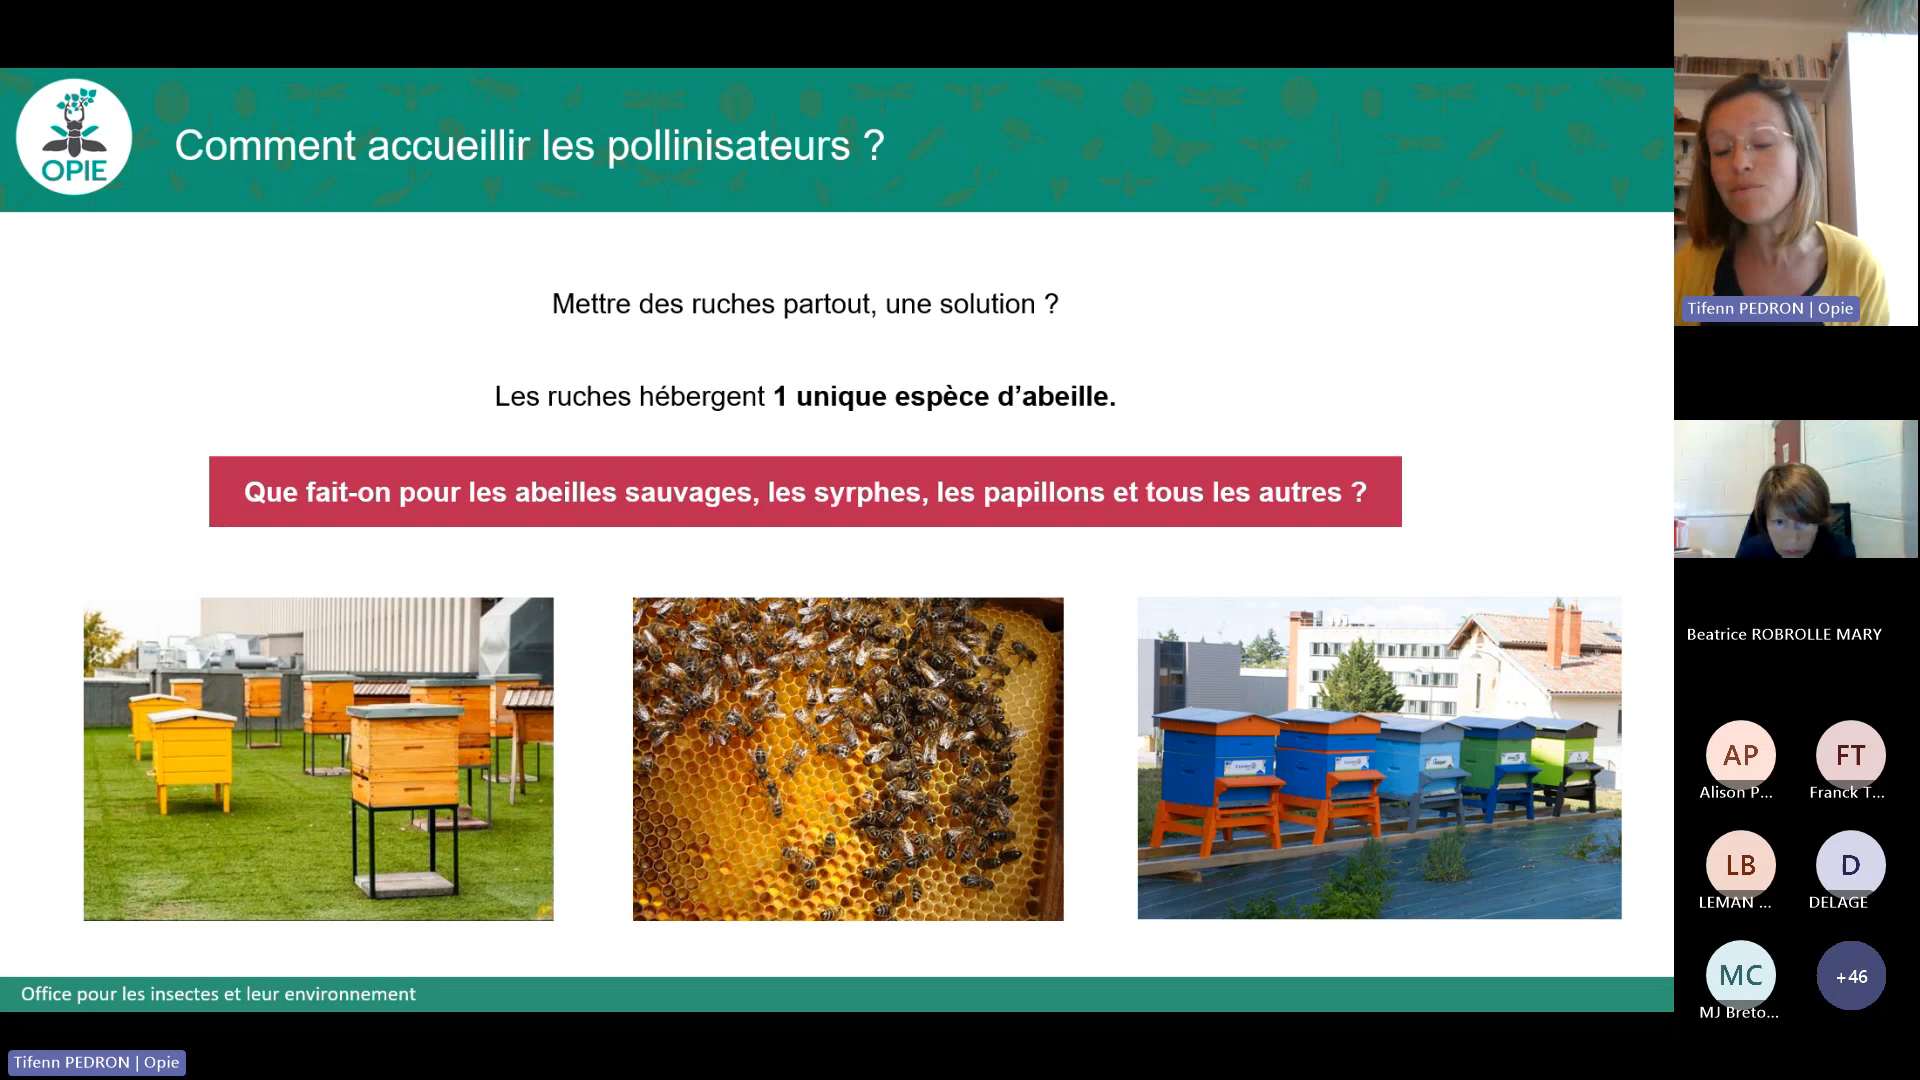 OPIE
Comment accueillir les pollinisateurs ?
Mettre des ruches partout, une solution ?
Les ruches hébergent 1 unique espèce d’abeille.
Que fait-on pour les abeilles sauvages, les syrphes, les papillons et tous les autres ?
Office pour les insectes et leur environnement
Tifenn PEDRON | Opie
Tifenn PEDRON | Opie
Beatrice ROBROLLE MARY
AP
Alison P...
FT
Franck T...
LB
LEMAN ...
D
DELAGE
MC
MJ Breto...
+46